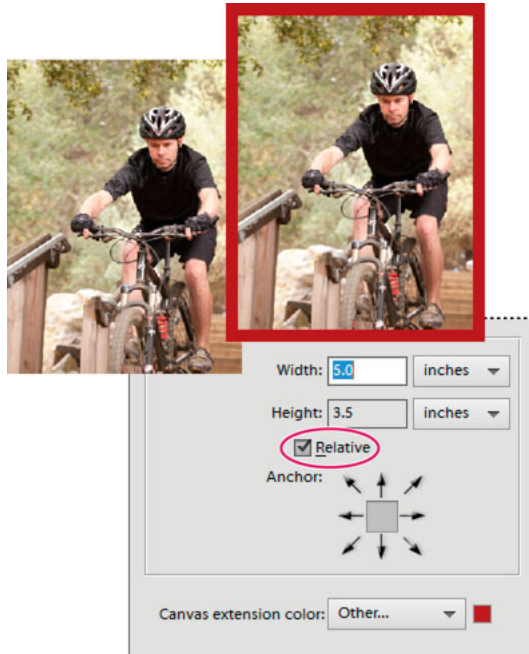 Width: 5.0 inches
Height: 3.5 inches
Relative
Anchor:
Canvas extension color: Other...